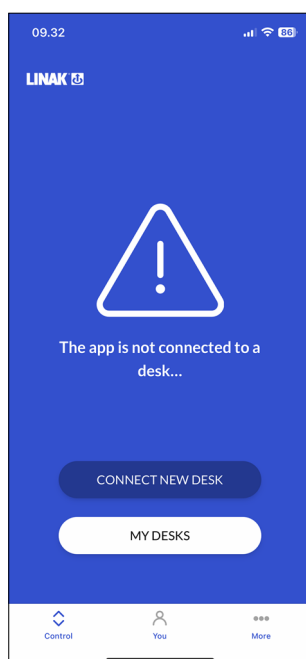 09.32
86
LINAK
The app is not connected to a
desk...
CONNECT NEW DESK
MY DESKS
Control You More